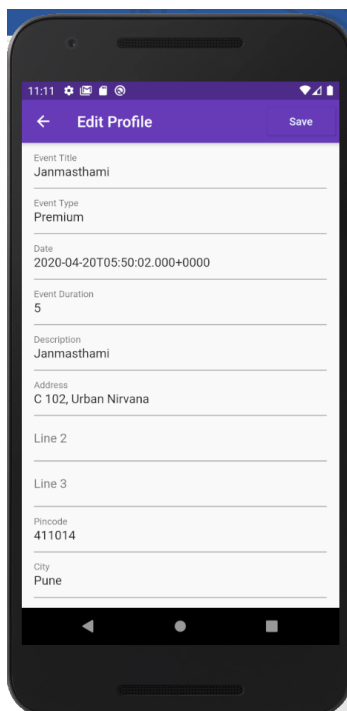 11:11
Edit Profile
Save
Event Title
Janmasthami
Event Type
Premium
Date
2020-04-20T05:50:02.000+0000
Event Duration
5
Description
Janmasthami
Address
C 102, Urban Nirvana
Line 2
Line 3
Pincode
411014
City
Pune